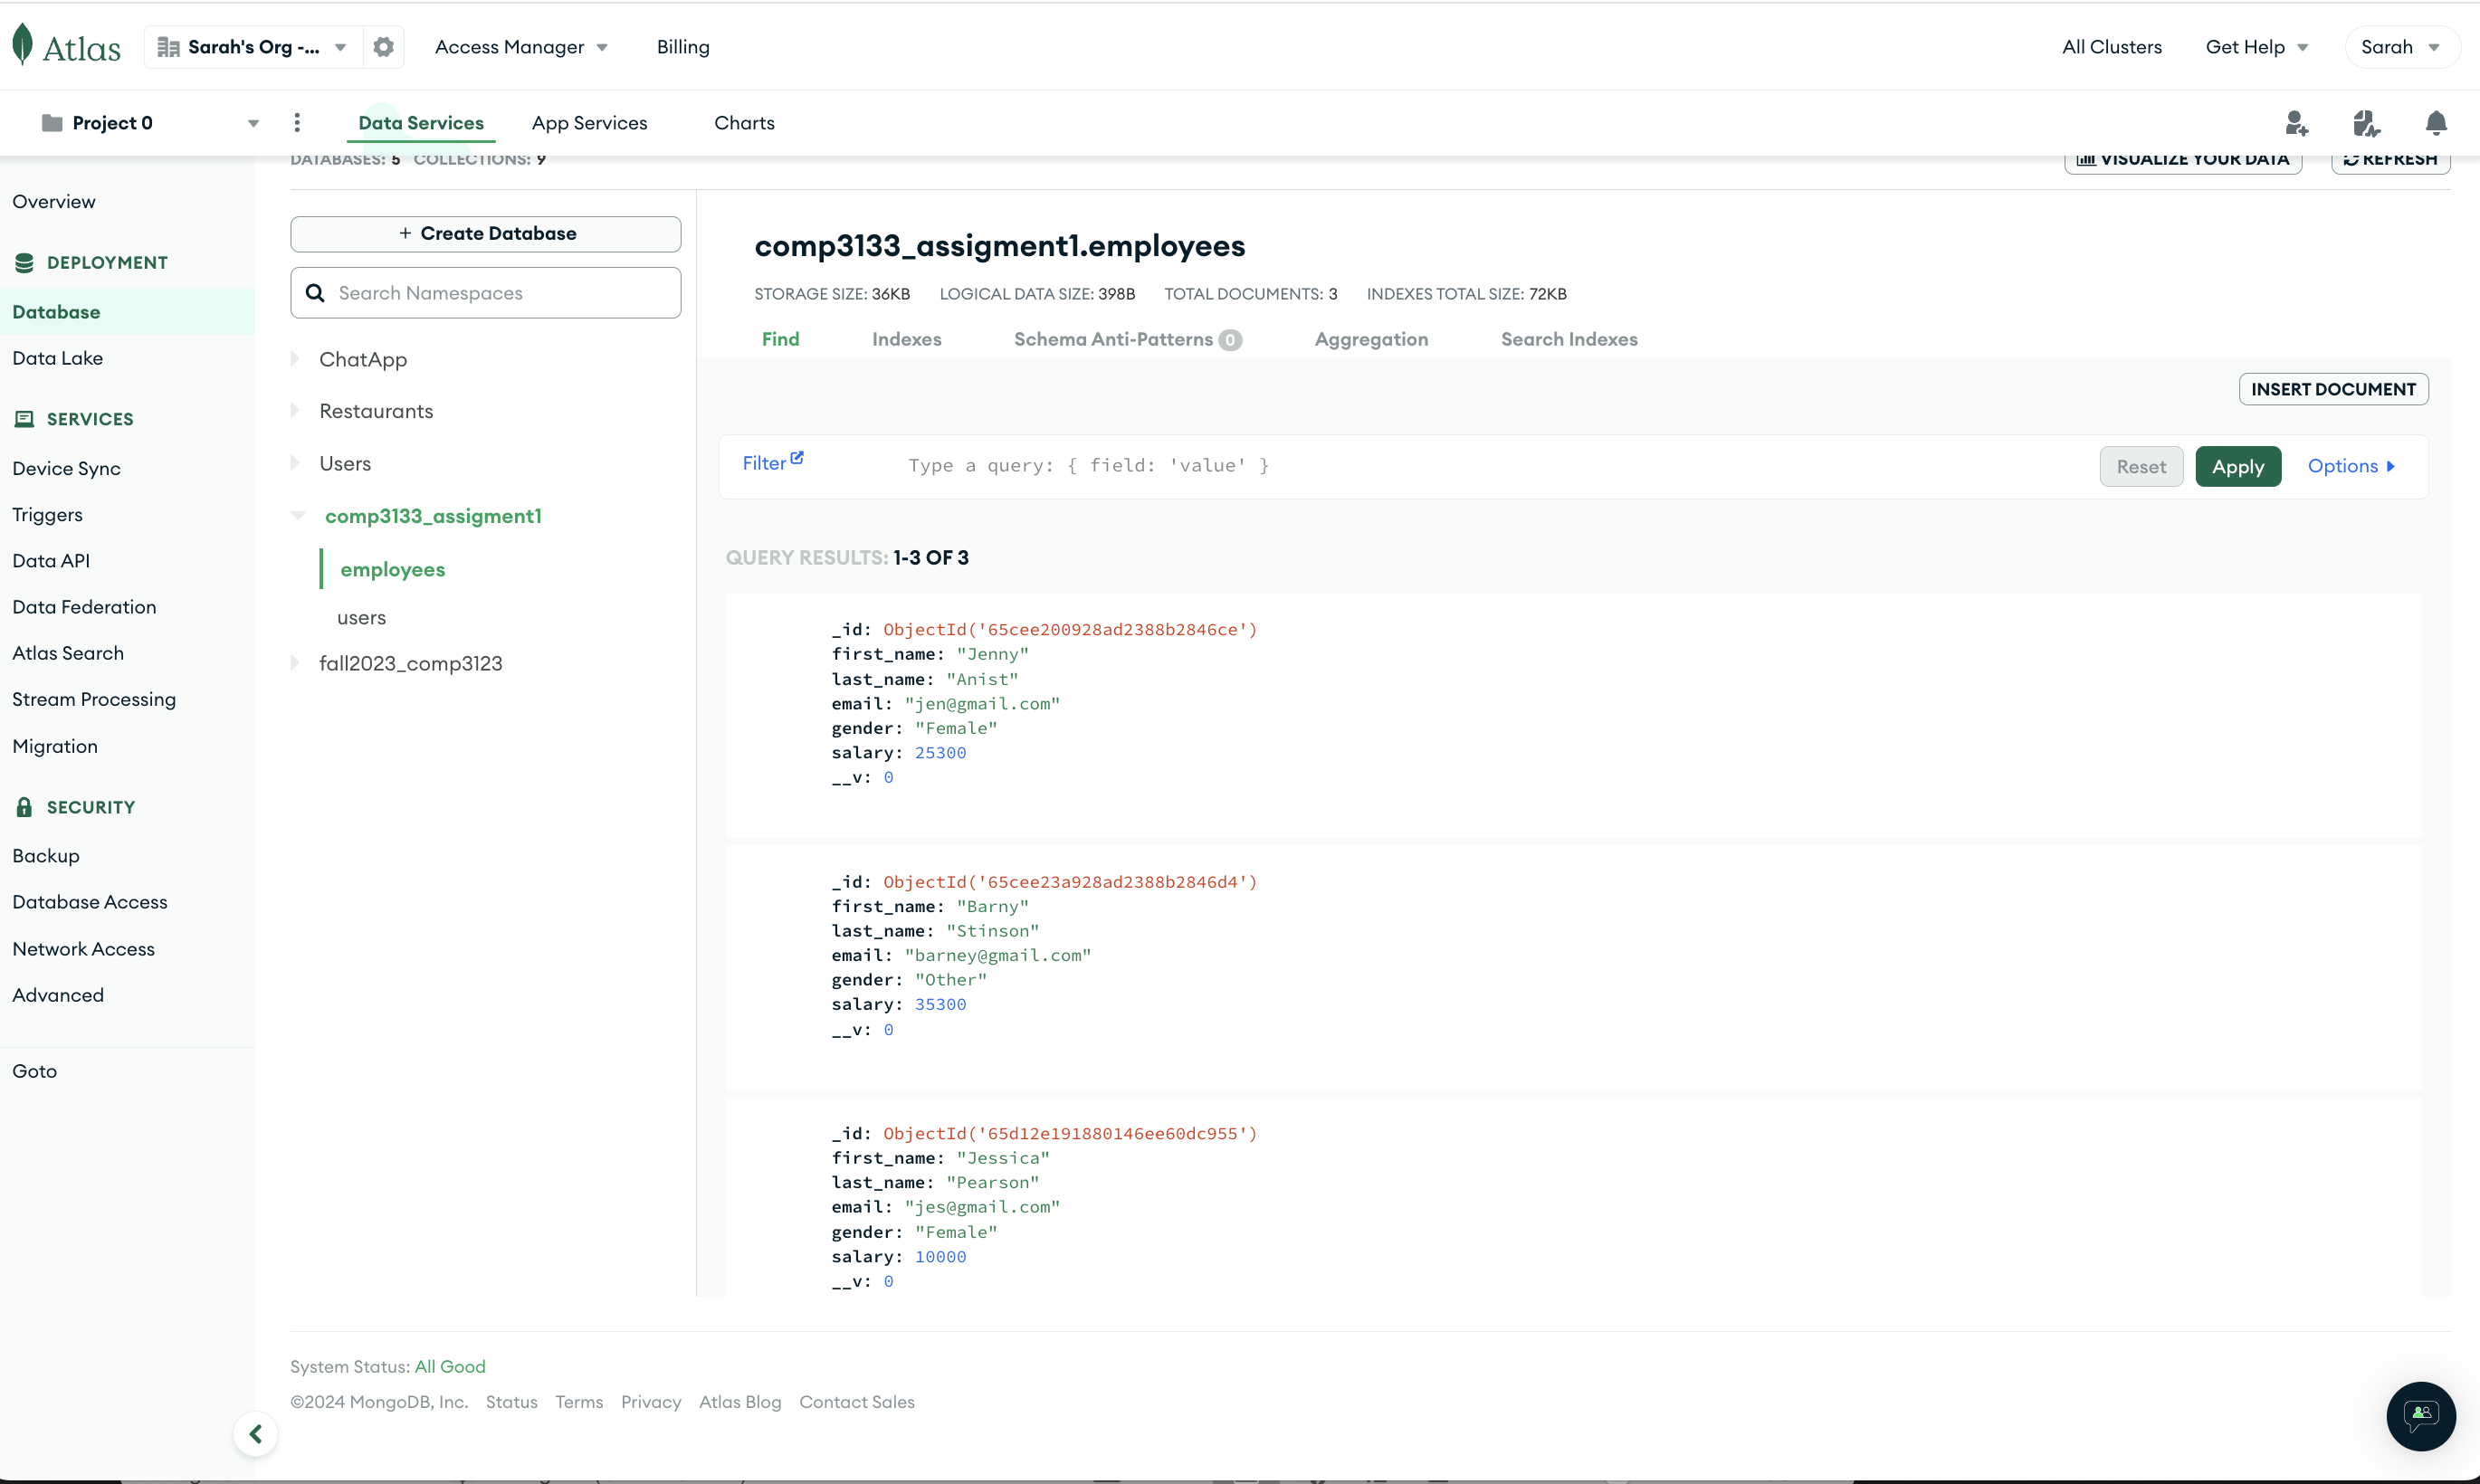 Atlas
Sarah's Org -...
Access Manager
Billing
All Clusters
Get Help
Sarah
Project 0
Data Services
App Services
Charts
DATABASES: 5 COLLECTIONS: 9
VISUALIZE YOUR DATA
REFRESH
Overview
DEPLOYMENT
Database
Data Lake
SERVICES
Device Sync
Triggers
Data API
Data Federation
Atlas Search
Stream Processing
Migration
SECURITY
Backup
Database Access
Network Access
Advanced
Goto
+ Create Database
Search Namespaces
ChatApp
Restaurants
Users
comp3133_assigment1
employees
users
fall2023_comp3123
comp3133_assigment1.employees
STORAGE SIZE: 36KB LOGICAL DATA SIZE: 398B TOTAL DOCUMENTS: 3 INDEXES TOTAL SIZE: 72KB
Find Indexes Schema Anti-Patterns 0 Aggregation Search Indexes
INSERT DOCUMENT
Filter
Type a query: { field: 'value' }
Reset
Apply
Options
QUERY RESULTS: 1-3 OF 3
_id: ObjectId('65cee200928ad2388b2846ce')
first_name: "Jenny"
last_name: "Anist"
email: "jen@gmail.com"
gender: "Female"
salary: 25300
__v: 0
_id: ObjectId('65cee23a928ad2388b2846d4')
first_name: "Barny"
last_name: "Stinson"
email: "barney@gmail.com"
gender: "Other"
salary: 35300
__v: 0
_id: ObjectId('65d12e191880146ee60dc955')
first_name: "Jessica"
last_name: "Pearson"
email: "jes@gmail.com"
gender: "Female"
salary: 10000
__v: 0
System Status: All Good
©2024 MongoDB, Inc. Status Terms Privacy Atlas Blog Contact Sales